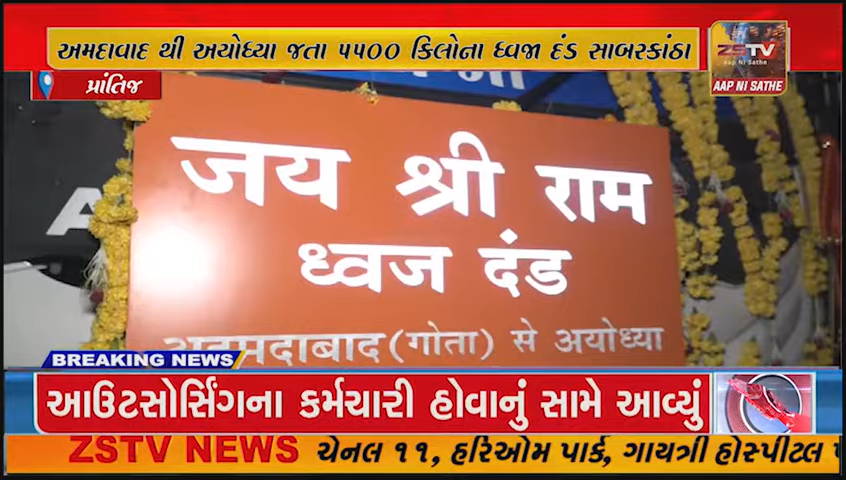 અમદાવાદ થી અયોધ્યા જતા ૫૫૦૦ કિલોના ધ્વજા દંડ સાબરકાંઠા
ZSTV
Aap Ni Sathe
AAP NI SATHE
પ્રાંતિજ
जय श्री राम
ध्वज दंड
अहमदाबाद (गोता) से अयोध्या
BREAKING NEWS
આઉટસોર્સિંગના કર્મચારી હોવાનું સામે આવ્યું
ZSTV NEWS ચેનલ ૧૧, હરિઓમ પાર્ક, ગાયત્રી હોસ્પીટલ